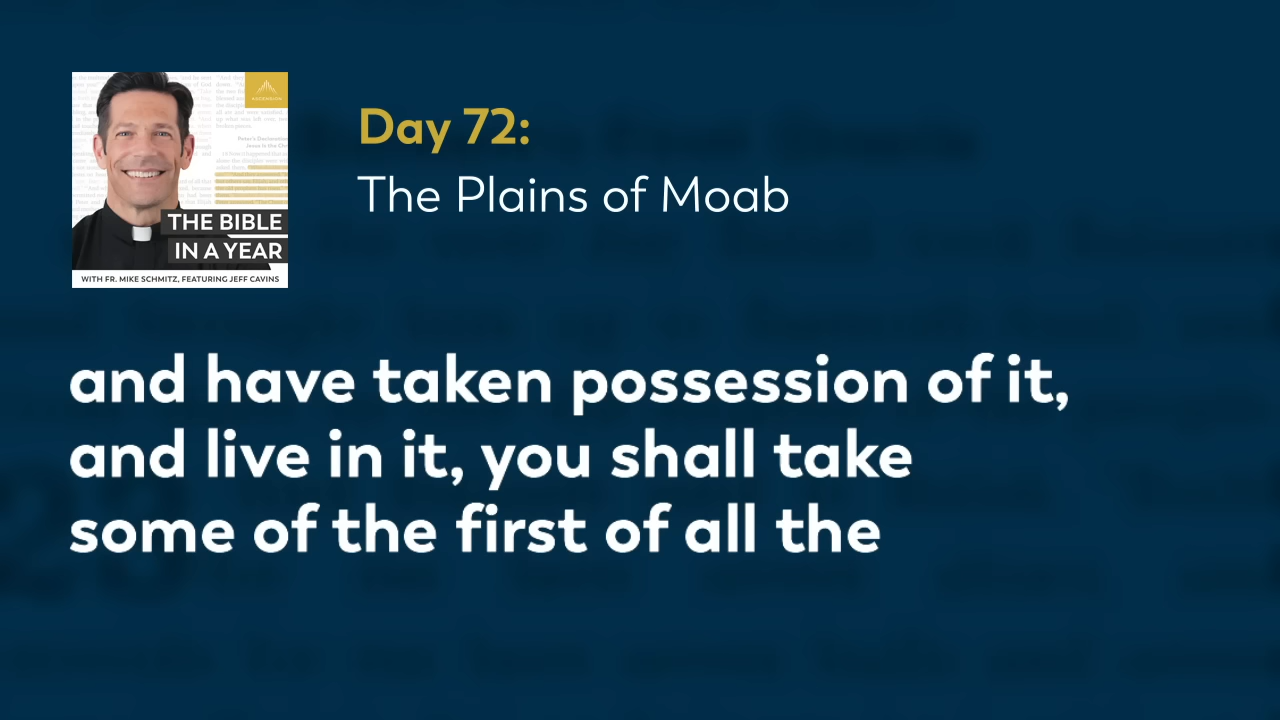 ASCENSION
THE BIBLE
IN A YEAR
WITH FR. MIKE SCHMITZ, FEATURING JEFF CAVINS
Day 72:
The Plains of Moab
and have taken possession of it,
and live in it, you shall take
some of the first of all the